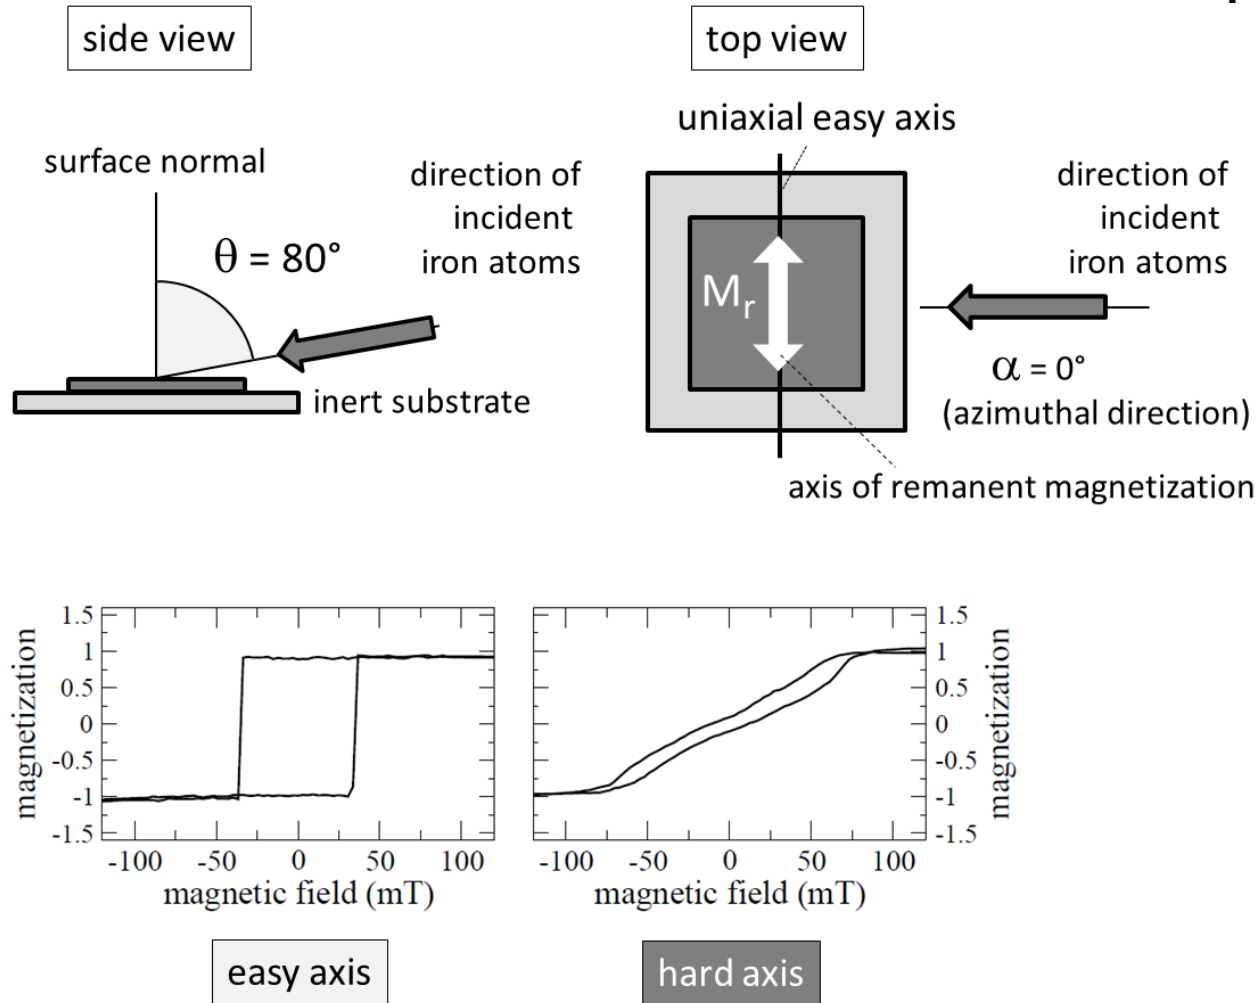 side view
top view
uniaxial easy axis
surface normal
direction of
incident
iron atoms
θ = 80°
inert substrate
direction of
incident
iron atoms
Mr
α = 0°
(azimuthal direction)
axis of remanent magnetization
magnetization
1.5
1
0.5
0
-0.5
-1
-1.5
-100 -50 0 50 100
magnetic field (mT)
easy axis
1.5
1
0.5
0
-0.5
-1
-1.5
magnetization
-100 -50 0 50 100
magnetic field (mT)
hard axis